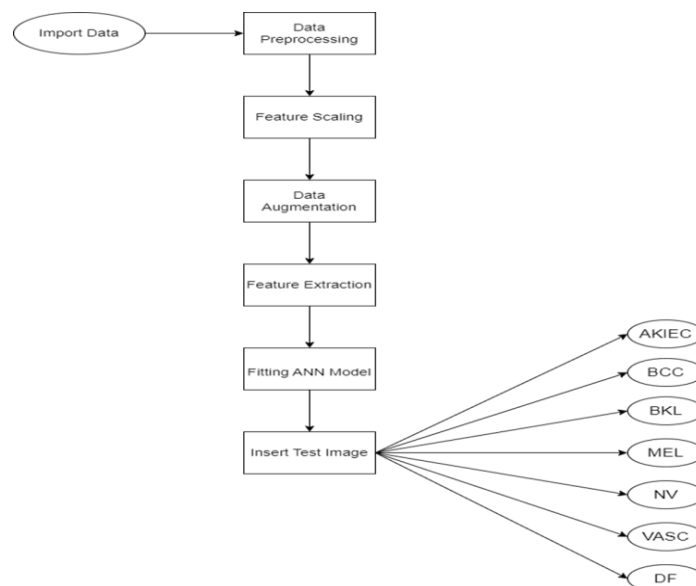 Import Data
Data
Preprocessing
Feature Scaling
Data
Augmentation
Feature Extraction
Fitting ANN Model
Insert Test Image
AKIEC
BCC
BKL
MEL
NV
VASC
DF